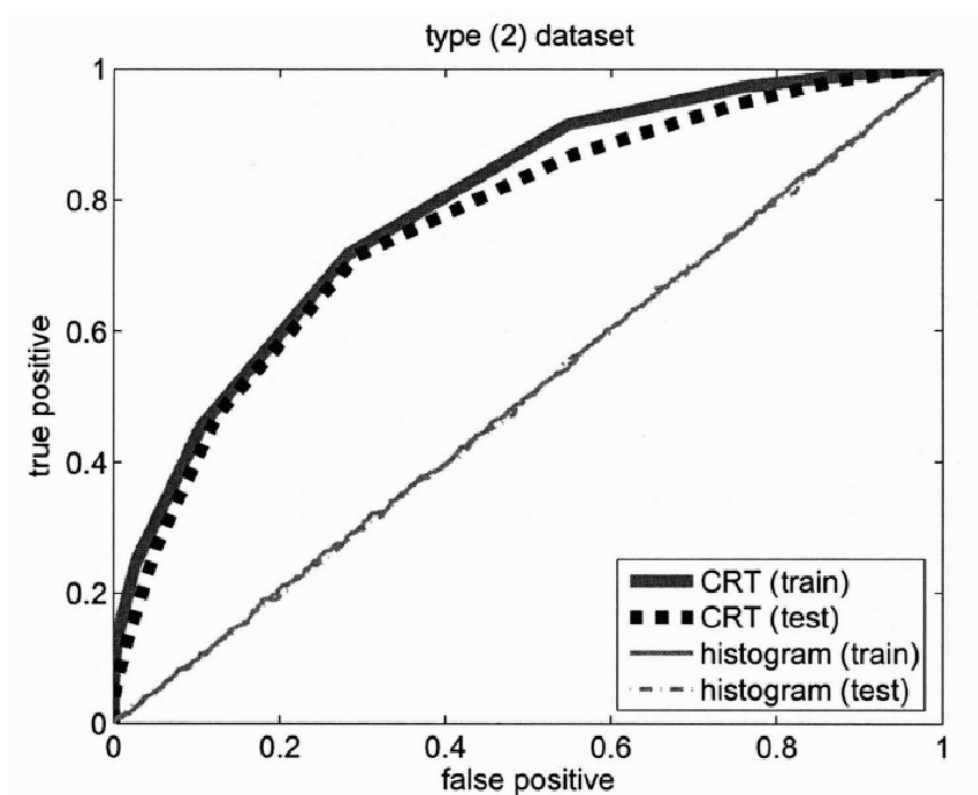 type (2) dataset
1
0.8
0.6
0.4
0.2
0
true positive
0
0.2
0.4
0.6
0.8
1
false positive
CRT (train)
CRT (test)
histogram (train)
histogram (test)